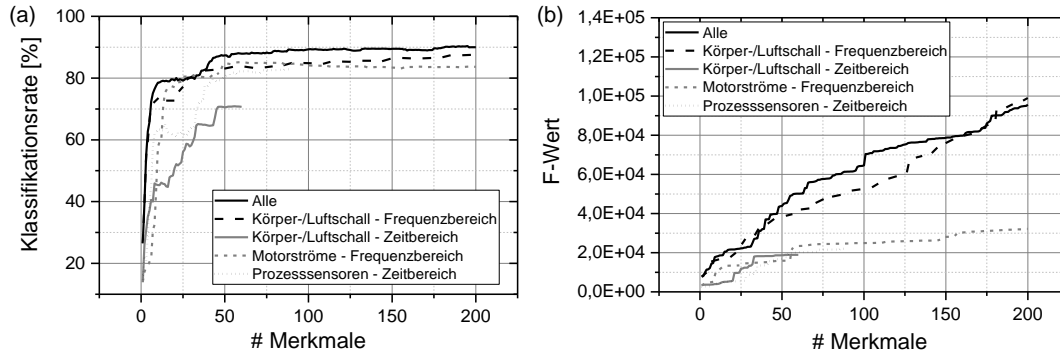 (a)
100
80
60
40
20
Klassifikationsrate [%]
0
50
100
150
200
# Merkmale
Alle
Körper-/Luftschall - Frequenzbereich
Körper-/Luftschall - Zeitbereich
Motorströme - Frequenzbereich
Prozesssensoren - Zeitbereich
(b)
1,4E+05
1,2E+05
1,0E+05
8,0E+04
6,0E+04
4,0E+04
2,0E+04
0,0E+00
F-Wert
0
50
100
150
200
# Merkmale
Alle
Körper-/Luftschall - Frequenzbereich
Körper-/Luftschall - Zeitbereich
Motorströme - Frequenzbereich
Prozesssensoren - Zeitbereich